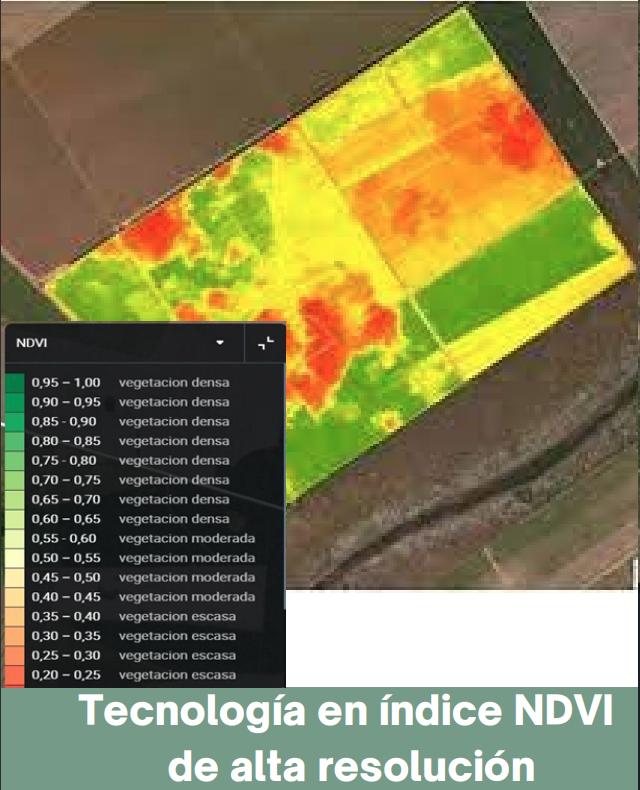 NDVI
0,95 – 1,00 vegetacion densa
0,90 – 0,95 vegetacion densa
0,85 - 0,90 vegetacion densa
0,80 – 0,85 vegetacion densa
0,75 - 0,80 vegetacion densa
0,70 – 0,75 vegetacion densa
0,65 – 0,70 vegetacion densa
0,60 – 0,65 vegetacion densa
0,55 - 0,60 vegetacion moderada
0,50 – 0,55 vegetacion moderada
0,45 – 0,50 vegetacion moderada
0,40 – 0,45 vegetacion moderada
0,35 – 0,40 vegetacion escasa
0,30 – 0,35 vegetacion escasa
0,25 – 0,30 vegetacion escasa
0,20 – 0,25 vegetacion escasa
Tecnología en índice NDVI
de alta resolución